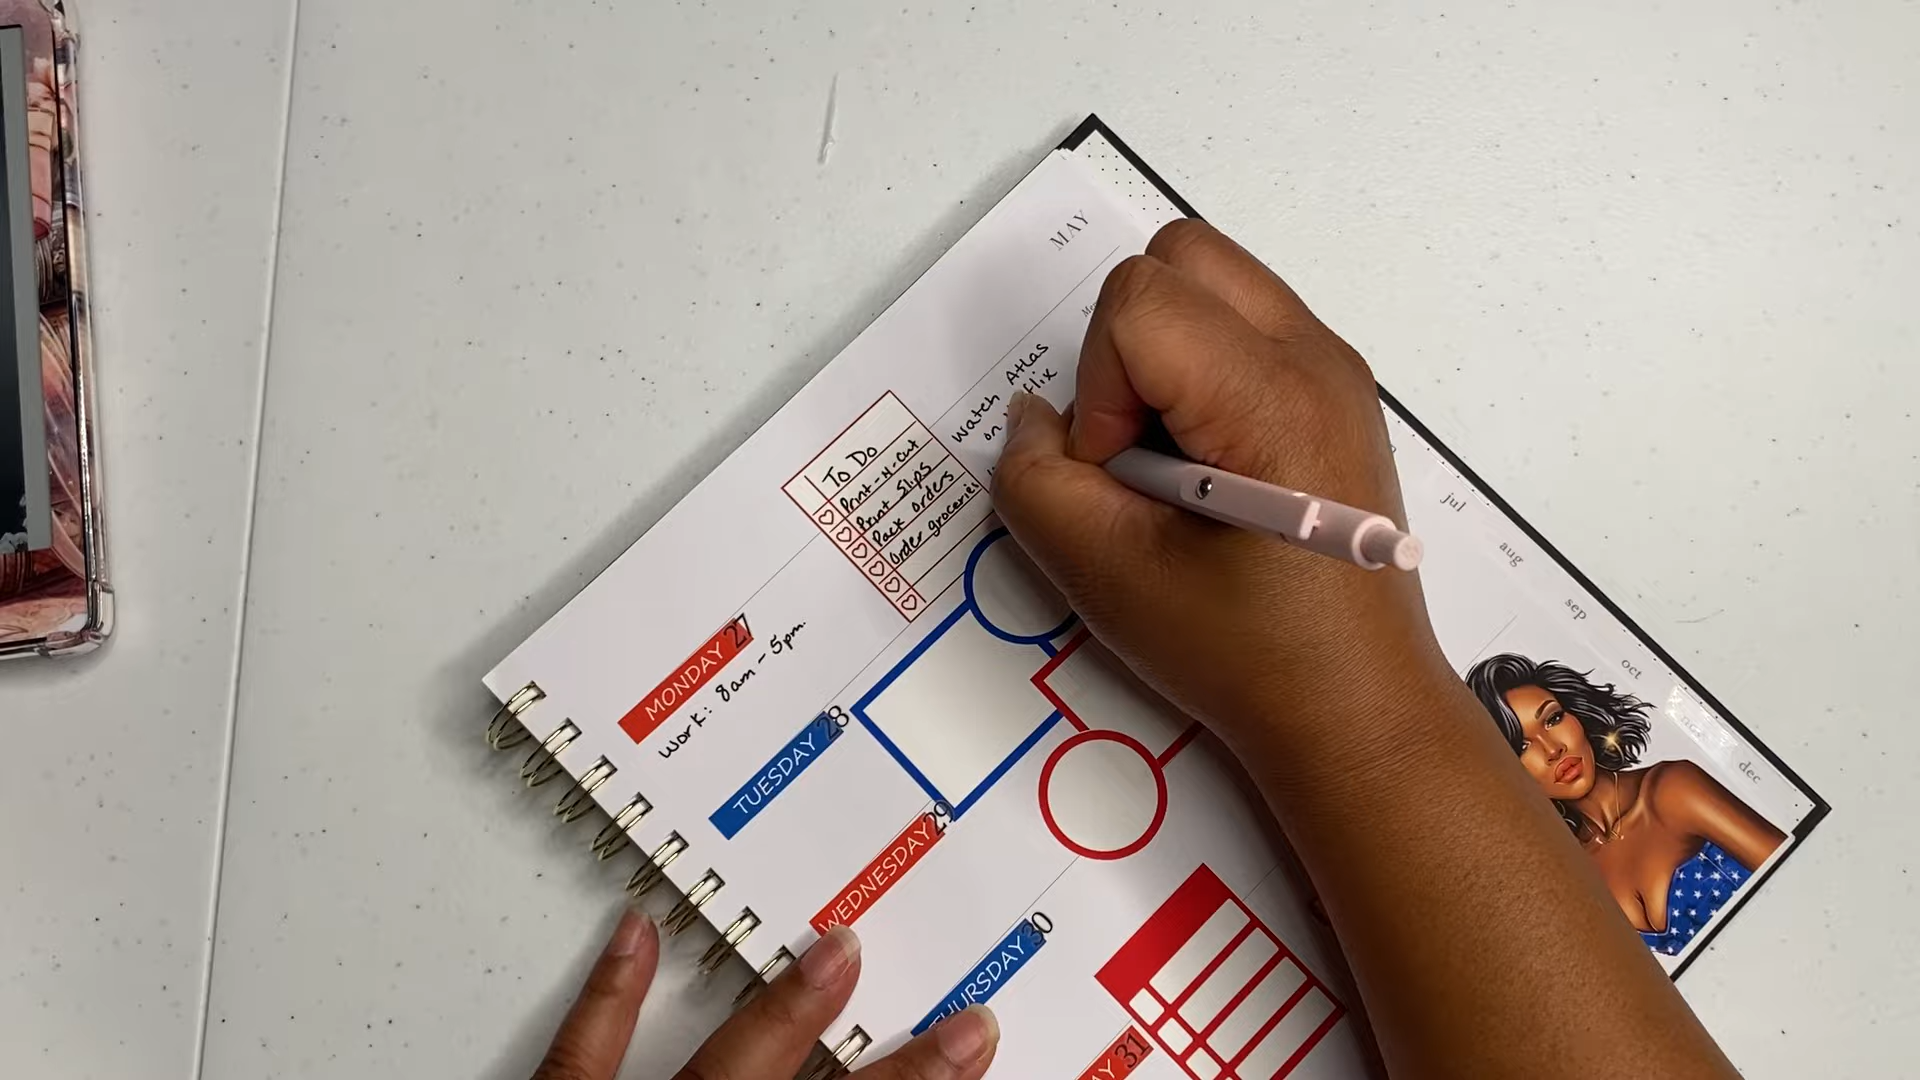 MAY
Watch Atlas
on
To Do
Print-N-Cut
Print Slips
Pack orders
Order groceries
MONDAY 27
Work: 8am - 5pm.
TUESDAY 28
WEDNESDAY 29
THURSDAY 30
31
jul
aug
sep
oct
nov
dec